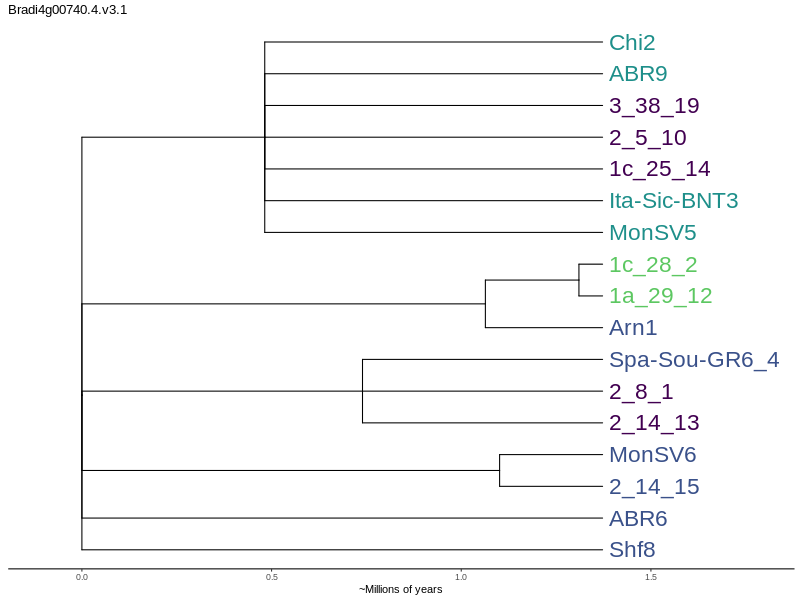 Bradi4g00740.4.v3.1
Chi2
ABR9
3_38_19
2_5_10
1c_25_14
Ita-Sic-BNT3
MonSV5
1c_28_2
1a_29_12
Arn1
Spa-Sou-GR6_4
2_8_1
2_14_13
MonSV6
2_14_15
ABR6
Shf8
0.0 0.5 1.0 1.5
~Millions of years